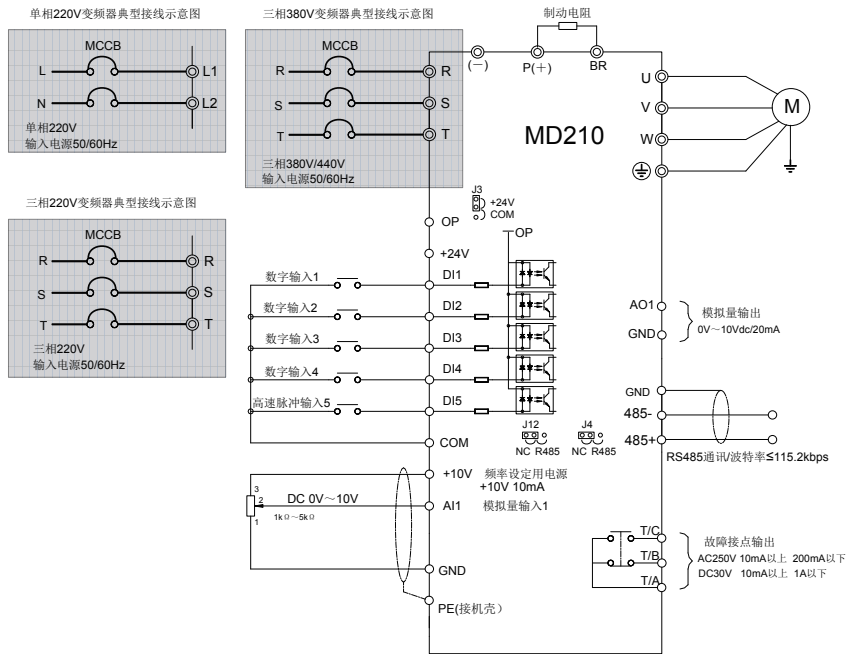 单相220V变频器典型接线示意图
MCCB
L
L1
N
L2
单相220V
输入电源50/60Hz
三相380V变频器典型接线示意图
MCCB
R
R
S
S
T
T
三相380V/440V
输入电源50/60Hz
三相220V变频器典型接线示意图
MCCB
R
R
S
S
T
T
三相220V
输入电源50/60Hz
制动电阻
(－)
P(＋)
BR
MD210
U
V
W
M
J3
+24V
COM
OP
OP
+24V
数字输入1
DI1
数字输入2
DI2
数字输入3
DI3
数字输入4
DI4
高速脉冲输入5
DI5
COM
J12
NC R485
J4
NC R485
+10V
频率设定用电源
+10V 10mA
3
2
1
DC 0V～10V
1kΩ～5kΩ
AI1
模拟量输入1
GND
PE(接机壳）
AO1
GND
模拟量输出
0V～10Vdc/20mA
GND
485-
485+
RS485通讯/波特率≤115.2kbps
T/C
T/B
T/A
故障接点输出
AC250V 10mA以上 200mA以下
DC30V 10mA以上 1A以下